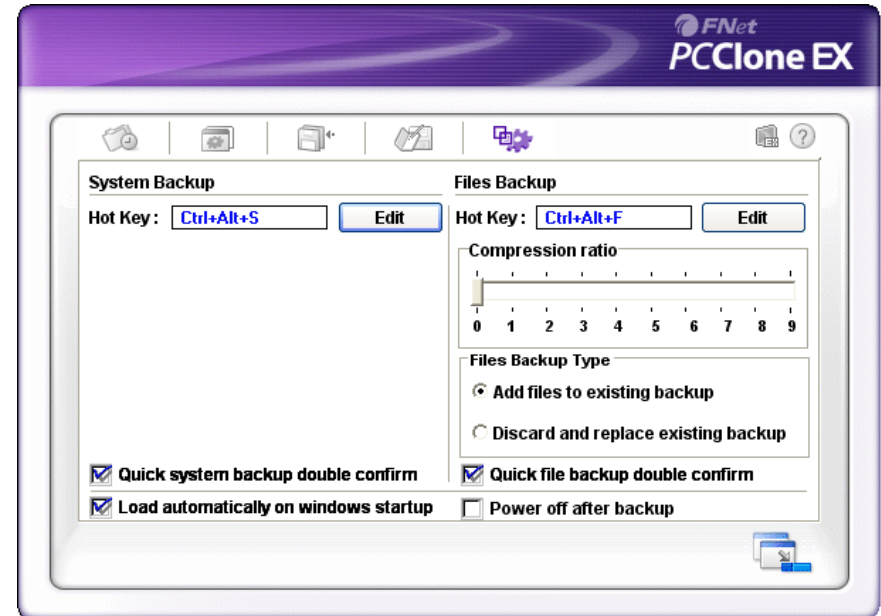 FNet
PCClone EX
System Backup
Hot Key : Ctrl+Alt+S Edit
Files Backup
Hot Key : Ctrl+Alt+F Edit
Compression ratio
0 1 2 3 4 5 6 7 8 9
Files Backup Type
Add files to existing backup
Discard and replace existing backup
Quick system backup double confirm
Quick file backup double confirm
Load automatically on windows startup
Power off after backup